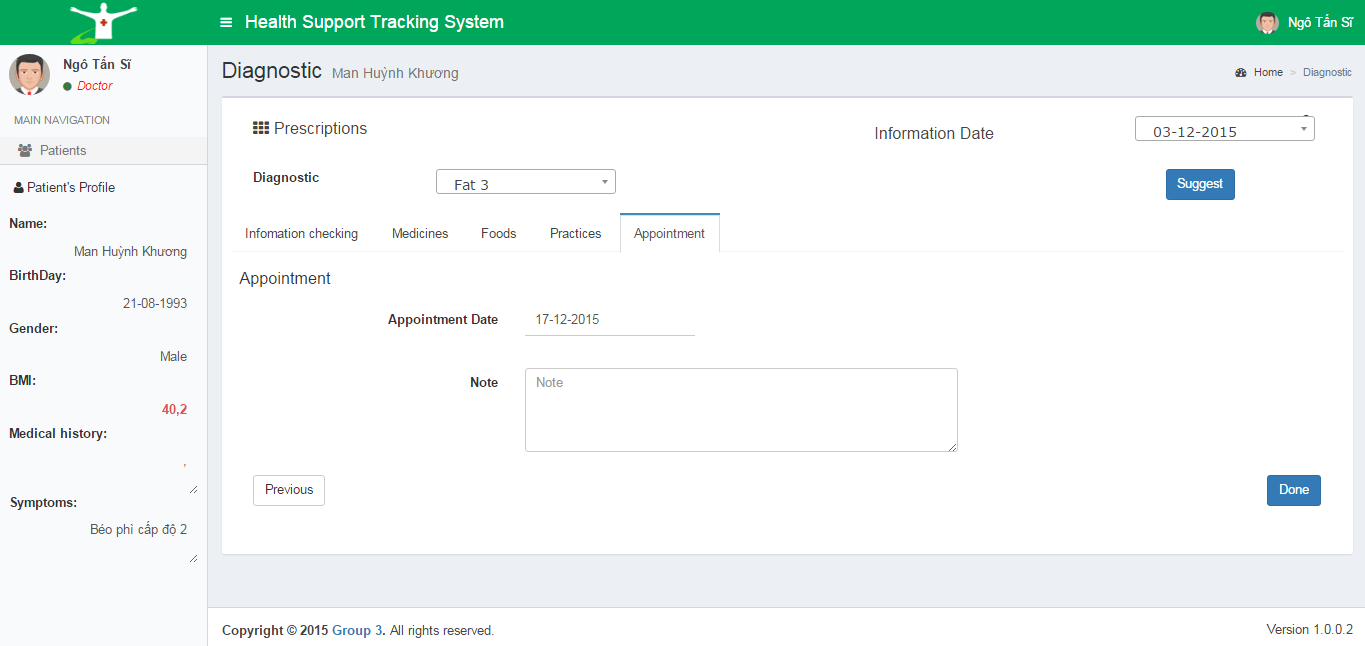 Health Support Tracking System
Ngô Tấn Sĩ
Ngô Tấn Sĩ
Doctor
MAIN NAVIGATION
Patients
Patient's Profile
Name:
Man Huỳnh Khương
BirthDay:
21-08-1993
Gender:
Male
BMI:
40,2
Medical history:
,
Symptoms:
Béo phì cấp độ 2
Diagnostic Man Huỳnh Khương
Home > Diagnostic
Prescriptions
Information Date
03-12-2015
Diagnostic
Fat 3
Suggest
Infomation checking
Medicines
Foods
Practices
Appointment
Appointment
Appointment Date
17-12-2015
Note
Note
Previous
Done
Copyright © 2015 Group 3. All rights reserved.
Version 1.0.0.2